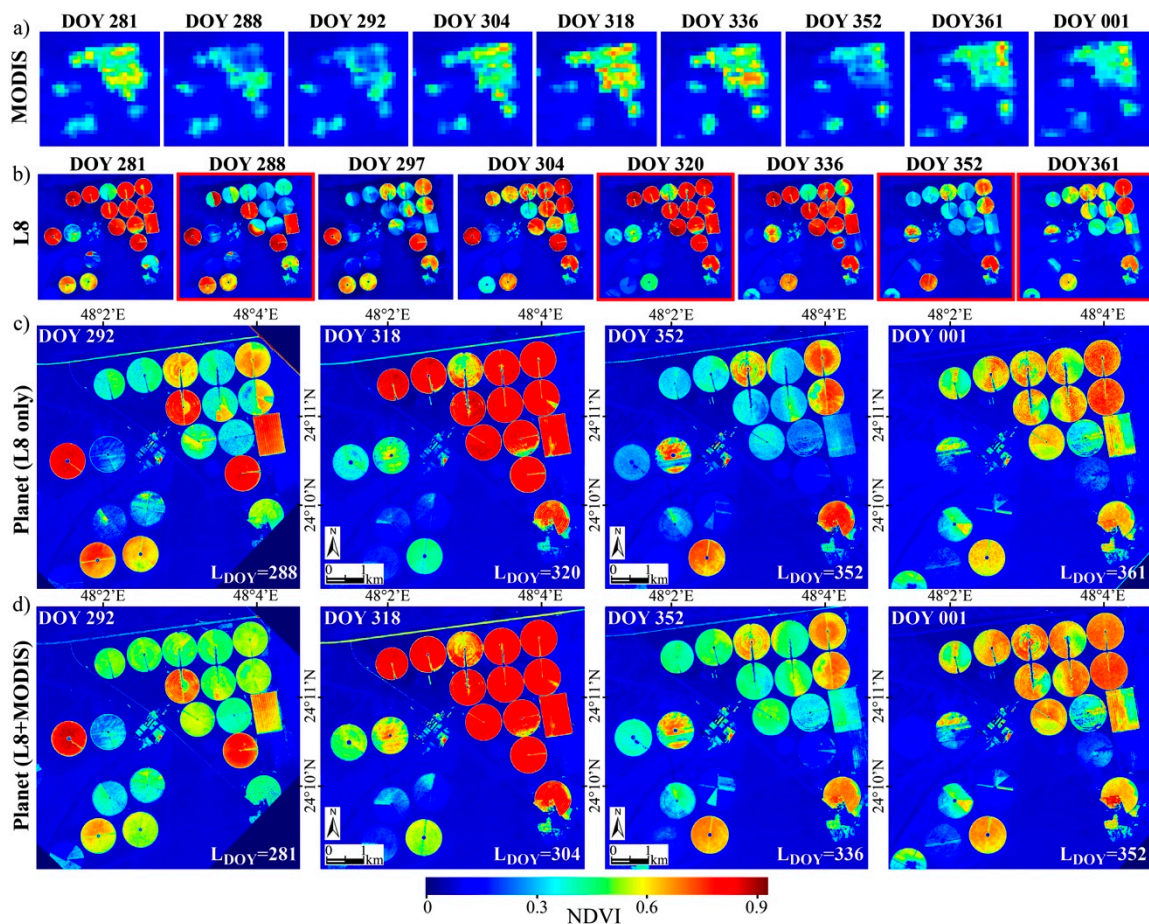 a)
DOY 281 DOY 288 DOY 292 DOY 304 DOY 318 DOY 336 DOY 352 DOY361 DOY 001
MODIS
b)
DOY 281 DOY 288 DOY 297 DOY 304 DOY 320 DOY 336 DOY 352 DOY361
L8
48°2'E 48°4'E 48°2'E 48°4'E 48°2'E 48°4'E 48°2'E 48°4'E
c)
DOY 292 DOY 318 DOY 352 DOY 001
Planet (L8 only)
24°11'N 24°11'N 24°11'N
24°10'N 24°10'N 24°10'N
N N
0 1 km 0 1 km
LDOY=288 LDOY=320 LDOY=352 LDOY=361
48°2'E 48°4'E 48°2'E 48°4'E 48°2'E 48°4'E 48°2'E 48°4'E
d)
DOY 292 DOY 318 DOY 352 DOY 001
Planet (L8+MODIS)
24°11'N 24°11'N 24°11'N
24°10'N 24°10'N 24°10'N
N N
0 1 km 0 1 km
LDOY=281 LDOY=304 LDOY=336 LDOY=352
0 0.3 0.6 0.9
NDVI